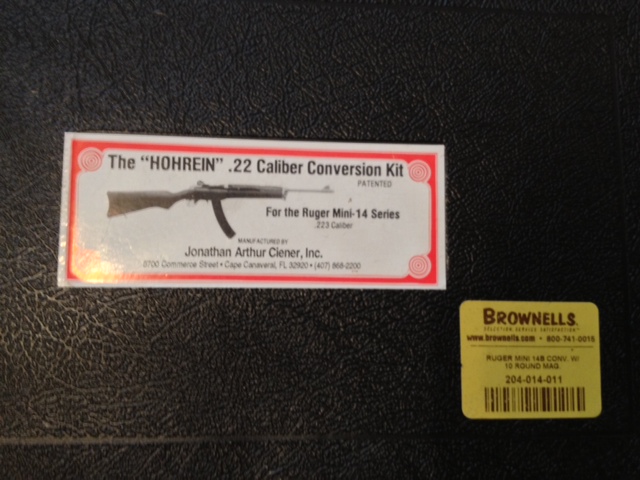 The “HOHREIN” .22 Caliber Conversion Kit
PATENTED
For the Ruger Mini-14 Series
.223 Caliber
MANUFACTURED BY
Jonathan Arthur Ciener, Inc.
8700 Commerce Street • Cape Canaveral, FL 32920 • (407) 868-2200
BROWNELLS
SELECTION SERVICE SATISFACTION
www.brownells.com • 800-741-0015
RUGER MINI 14B CONV. W/
10 ROUND MAG.
204-014-011